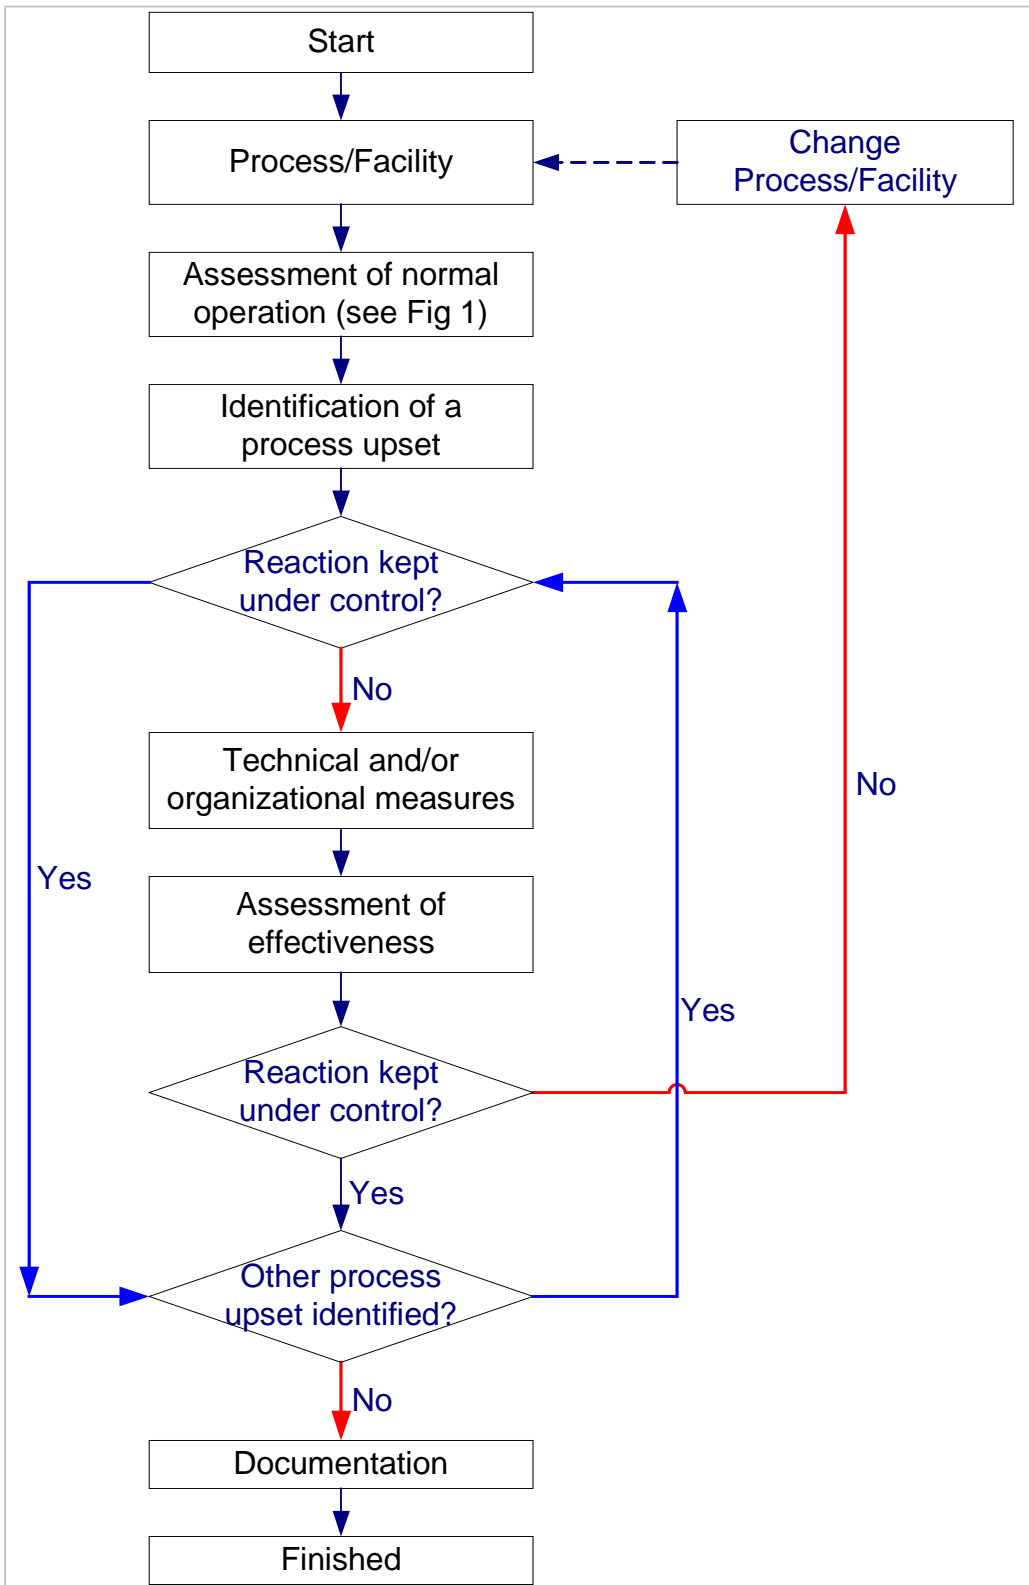 Start
Process/Facility
Change
Process/Facility
Assessment of normal
operation (see Fig 1)
Identification of a
process upset
Reaction kept
under control?
No
Technical and/or
organizational measures
No
Yes
Assessment of
effectiveness
Yes
Reaction kept
under control?
Yes
Other process
upset identified?
No
Documentation
Finished